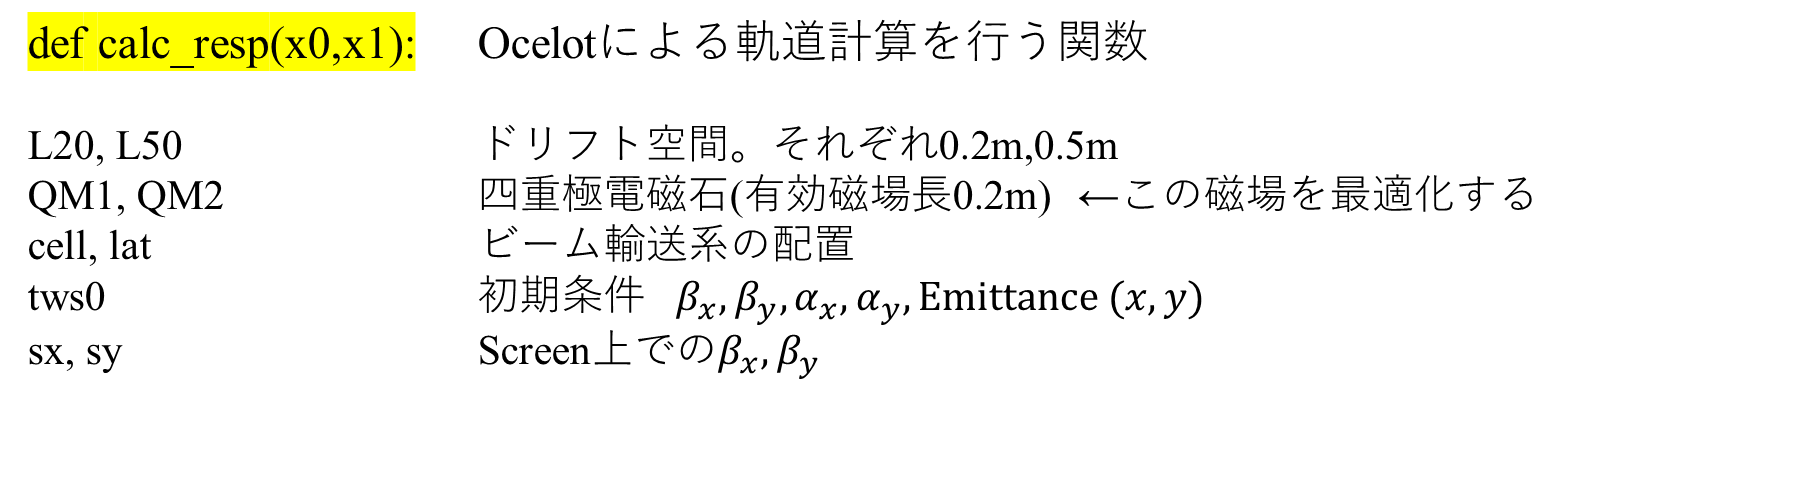 def calc_resp(x0,x1): Ocelotによる軌道計算を行う関数
L20, L50 ドリフト空間。それぞれ0.2m,0.5m
QM1, QM2 四重極電磁石(有効磁場長0.2m) ←この磁場を最適化する
cell, lat ビーム輸送系の配置
tws0 初期条件 βx, βy, αx, αy, Emittance (x, y)
sx, sy Screen上でのβx, βy